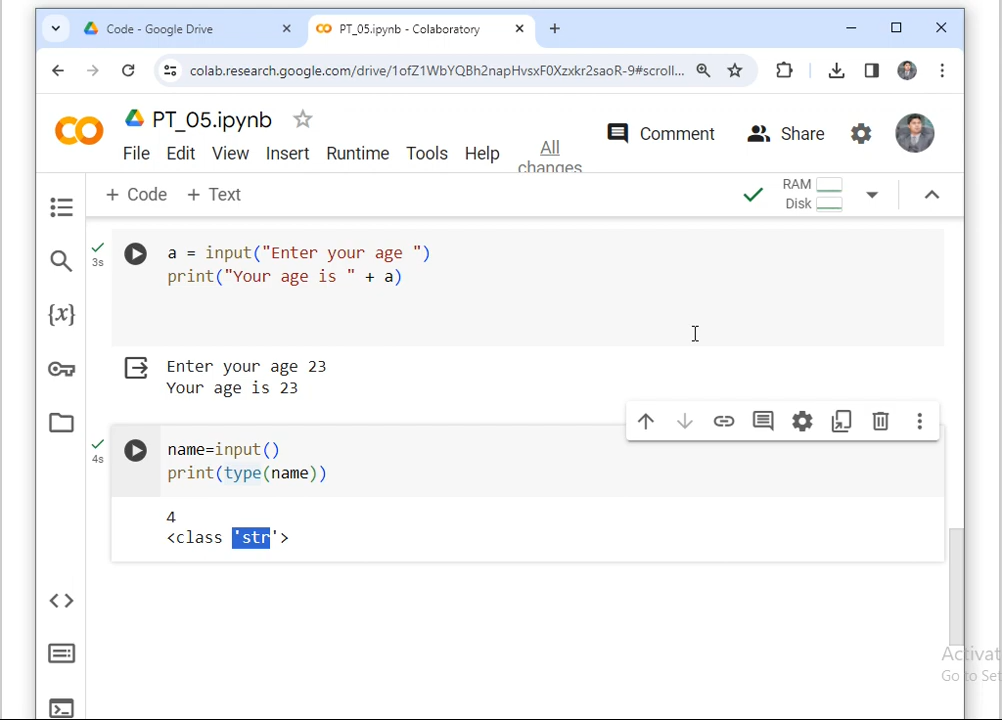 Code - Google Drive
PT_05.ipynb - Colaboratory
colab.research.google.com/drive/1ofZ1WbYQBh2napHvsxF0Xzxkr2saoR-9#scroll...
PT_05.ipynb
Comment
Share
File Edit View Insert Runtime Tools Help All changes
+ Code + Text
RAM
Disk
3s
a = input("Enter your age ")
print("Your age is " + a)
Enter your age 23
Your age is 23
4s
name=input()
print(type(name))
4
<class 'str'>
{x}
Activat
Go to Set